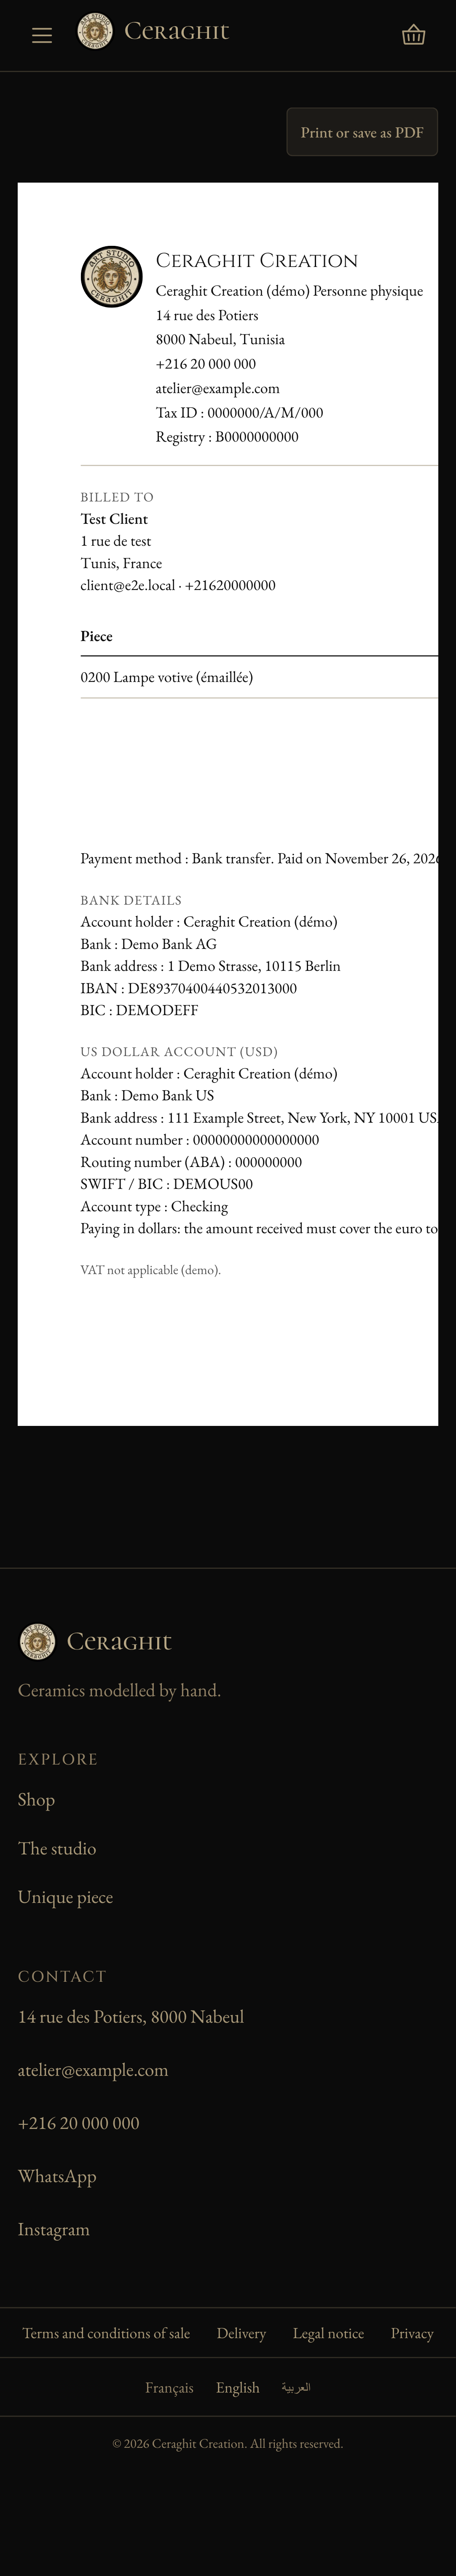 Ceraghit
Print or save as PDF
ART STUDIO
CERAGHIT
Ceraghit Creation
Ceraghit Creation (démo) Personne physique
14 rue des Potiers
8000 Nabeul, Tunisia
+216 20 000 000
atelier@example.com
Tax ID : 0000000/A/M/000
Registry : B0000000000
BILLED TO
Test Client
1 rue de test
Tunis, France
client@e2e.local · +21620000000
Piece
0200 Lampe votive (émaillée)
Payment method : Bank transfer. Paid on November 26, 2026
BANK DETAILS
Account holder : Ceraghit Creation (démo)
Bank : Demo Bank AG
Bank address : 1 Demo Strasse, 10115 Berlin
IBAN : DE89370400440532013000
BIC : DEMODEFF
US DOLLAR ACCOUNT (USD)
Account holder : Ceraghit Creation (démo)
Bank : Demo Bank US
Bank address : 111 Example Street, New York, NY 10001 US
Account number : 00000000000000000
Routing number (ABA) : 000000000
SWIFT / BIC : DEMOUS00
Account type : Checking
Paying in dollars: the amount received must cover the euro to
VAT not applicable (demo).
Ceraghit
Ceramics modelled by hand.
EXPLORE
Shop
The studio
Unique piece
CONTACT
14 rue des Potiers, 8000 Nabeul
atelier@example.com
+216 20 000 000
WhatsApp
Instagram
Terms and conditions of sale Delivery Legal notice Privacy
Français English العربية
© 2026 Ceraghit Creation. All rights reserved.